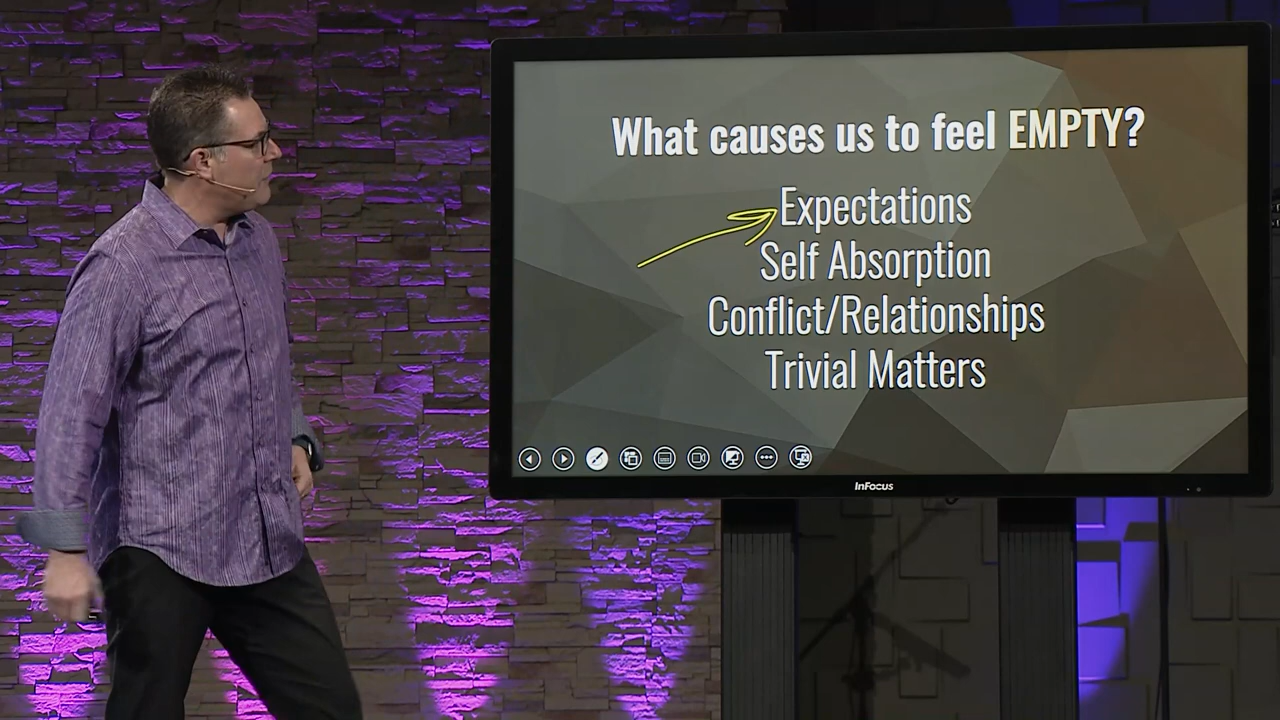 What causes us to feel EMPTY?
Expectations
Self Absorption
Conflict/Relationships
Trivial Matters
InFocus